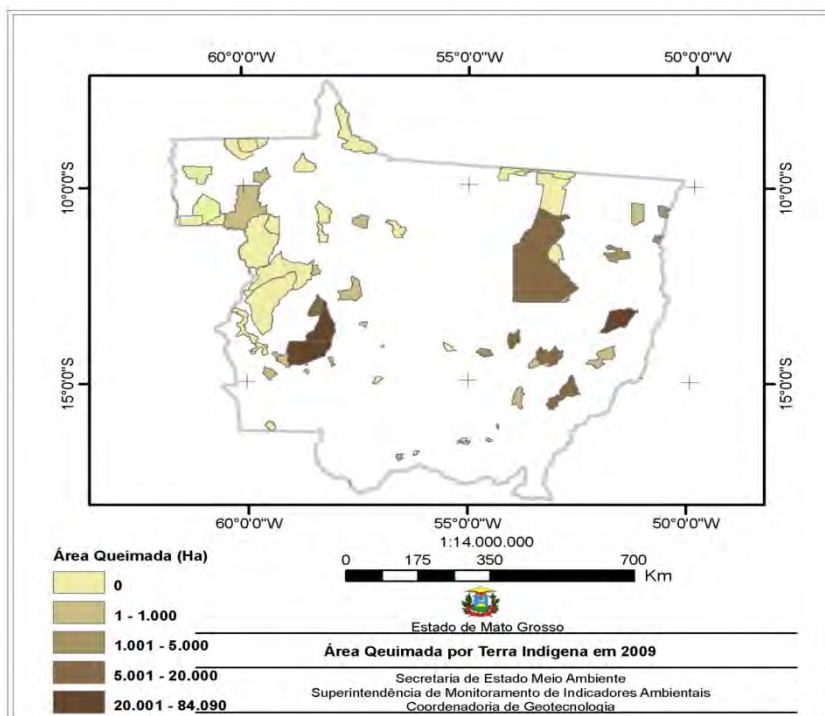 60°0'0"W 55°0'0"W 50°0'0"W
10°0'0"S 10°0'0"S
15°0'0"S 15°0'0"S
60°0'0"W 55°0'0"W 50°0'0"W
1:14.000.000
0 175 350 700
Km
Área Queimada (Ha)
0
1 - 1.000
1.001 - 5.000
5.001 - 20.000
20.001 - 84.090
Estado de Mato Grosso
Área Qeuimada por Terra Indígena em 2009
Secretaria de Estado Meio Ambiente
Superintendência de Monitoramento de Indicadores Ambientais
Coordenadoria de Geotecnologia